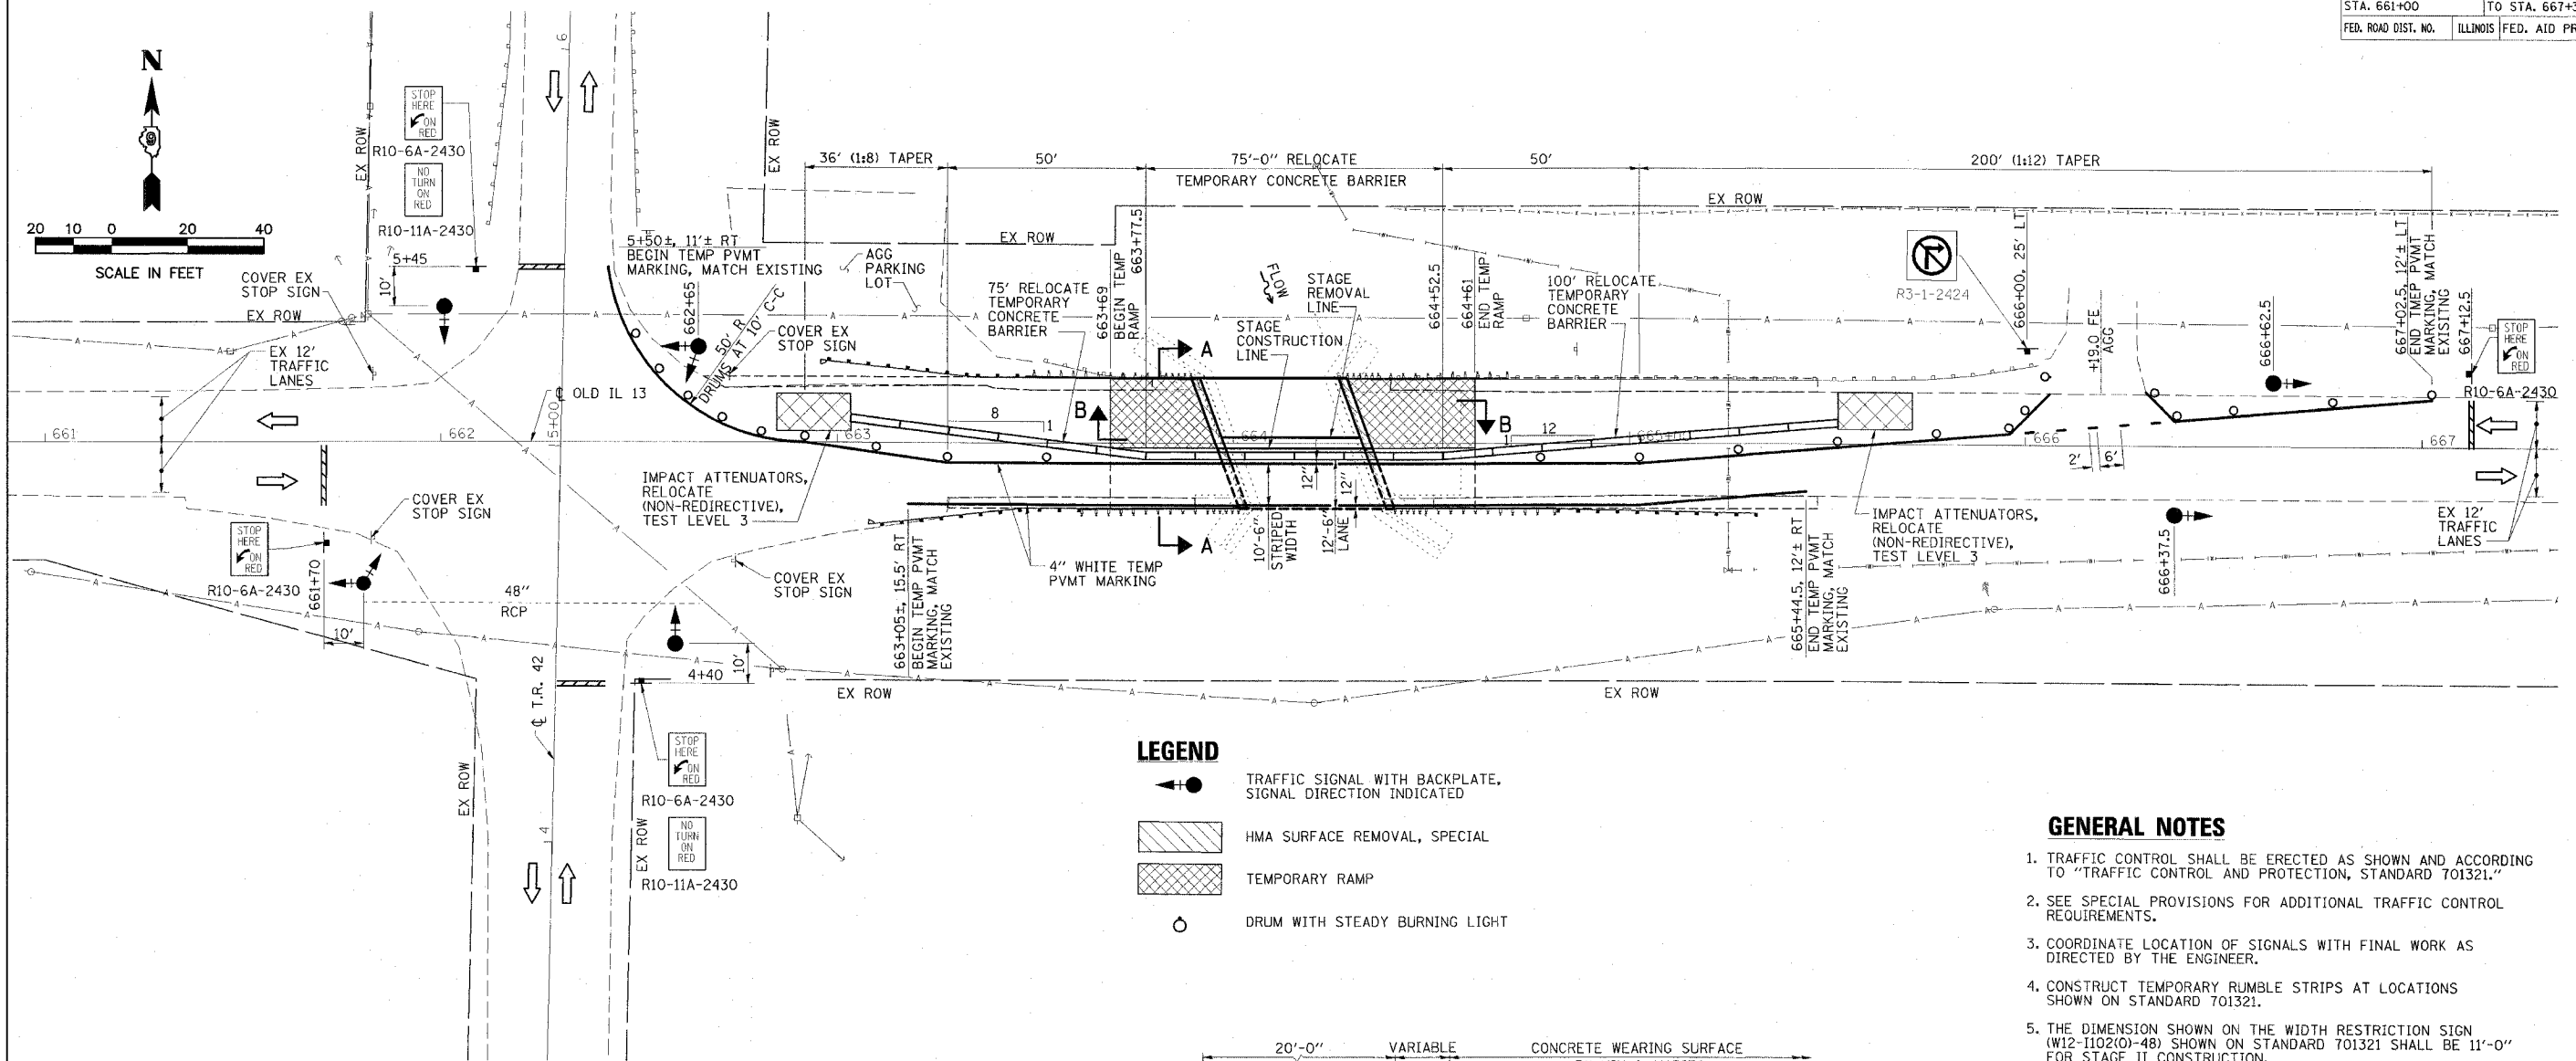 STA. 661+00
FED. ROAD DIST. NO.
ILLINOIS
N
20 10 0 20 40
SCALE IN FEET
STOP
HERE
ON
RED
R10-6A-2430
NO
TURN
ON
RED
R10-11A-2430
5+45
10'
EX ROW
COVER EX
STOP SIGN
EX ROW
EX 12'
TRAFFIC
LANES
6
EX ROW
5+50±, 11'± RT
BEGIN TEMP PVMT
MARKING, MATCH EXISTING
AGG
PARKING
LOT
EX ROW
36' (1:8) TAPER
50'
75'-0" RELOCATE
TEMPORARY CONCRETE BARRIER
50'
200' (1:12) TAPER
EX ROW
662+65
50' R
DRUMS AT 10' C-C
COVER EX
STOP SIGN
75' RELOCATE
TEMPORARY
CONCRETE
BARRIER
663+69
BEGIN TEMP
RAMP
663+77.5
FLOW
STAGE
REMOVAL
LINE
STAGE
CONSTRUCTION
LINE
664+52.5
664+61
END TEMP
RAMP
100' RELOCATE
TEMPORARY
CONCRETE
BARRIER
R3-1-2424
666+00, 25' LT
+19.0 FE
AGG
666+62.5
667+02.5, 12'± LT
END TMEP PVMT
MARKING, MATCH
EXISITING
667+12.5
STOP
HERE
ON
RED
R10-6A-2430
A
B
B
A
8
1
12
1
℄ OLD IL 13
5+00
661
662
663
664
665+00
666
667
2'
6'
COVER EX
STOP SIGN
STOP
HERE
ON
RED
R10-6A-2430
661+70
10'
48"
RCP
IMPACT ATTENUATORS,
RELOCATE
(NON-REDIRECTIVE),
TEST LEVEL 3
COVER EX
STOP SIGN
4+40
10'
663+05±, 15.5' RT
BEGIN TEMP PVMT
MARKING, MATCH
EXISTING
4" WHITE TEMP
PVMT MARKING
10'-6"
STRIPED
WIDTH
12"
12"
12'-6"
LANE
665+44.5, 12'± RT
END TEMP PVMT
MARKING, MATCH
EXISTING
IMPACT ATTENUATORS,
RELOCATE
(NON-REDIRECTIVE),
TEST LEVEL 3
666+37.5
EX 12'
TRAFFIC
LANES
EX ROW
EX ROW
℄ T.R. 42
EX ROW
4
STOP
HERE
ON
RED
R10-6A-2430
NO
TURN
ON
RED
R10-11A-2430
EX ROW
LEGEND
TRAFFIC SIGNAL WITH BACKPLATE,
SIGNAL DIRECTION INDICATED
HMA SURFACE REMOVAL, SPECIAL
TEMPORARY RAMP
DRUM WITH STEADY BURNING LIGHT
GENERAL NOTES
1. TRAFFIC CONTROL SHALL BE ERECTED AS SHOWN AND ACCORDING
TO "TRAFFIC CONTROL AND PROTECTION, STANDARD 701321."
2. SEE SPECIAL PROVISIONS FOR ADDITIONAL TRAFFIC CONTROL
REQUIREMENTS.
3. COORDINATE LOCATION OF SIGNALS WITH FINAL WORK AS
DIRECTED BY THE ENGINEER.
4. CONSTRUCT TEMPORARY RUMBLE STRIPS AT LOCATIONS
SHOWN ON STANDARD 701321.
5. THE DIMENSION SHOWN ON THE WIDTH RESTRICTION SIGN
(W12-I102(O)-48) SHOWN ON STANDARD 701321 SHALL BE 11'-0"
FOR STAGE II CONSTRUCTION.
20'-0" VARIABLE CONCRETE WEARING SURFACE